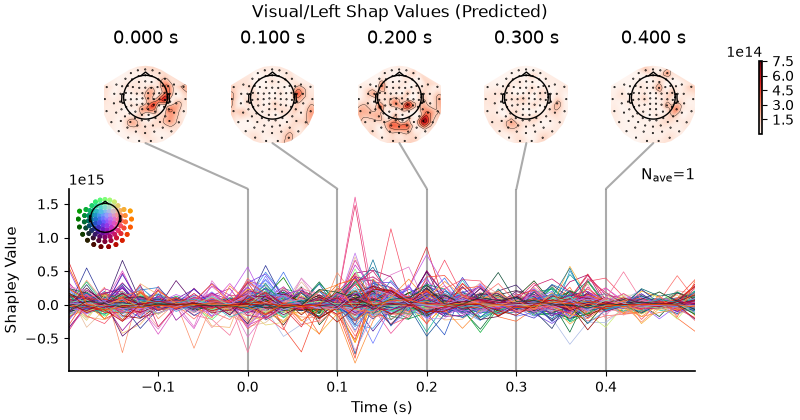 Visual/Left Shap Values (Predicted)
0.000 s 0.100 s 0.200 s 0.300 s 0.400 s
1e14
7.5
6.0
4.5
3.0
1.5
Nave=1
1e15
1.5
1.0
0.5
0.0
−0.5
Shapley Value
−0.1 0.0 0.1 0.2 0.3 0.4
Time (s)